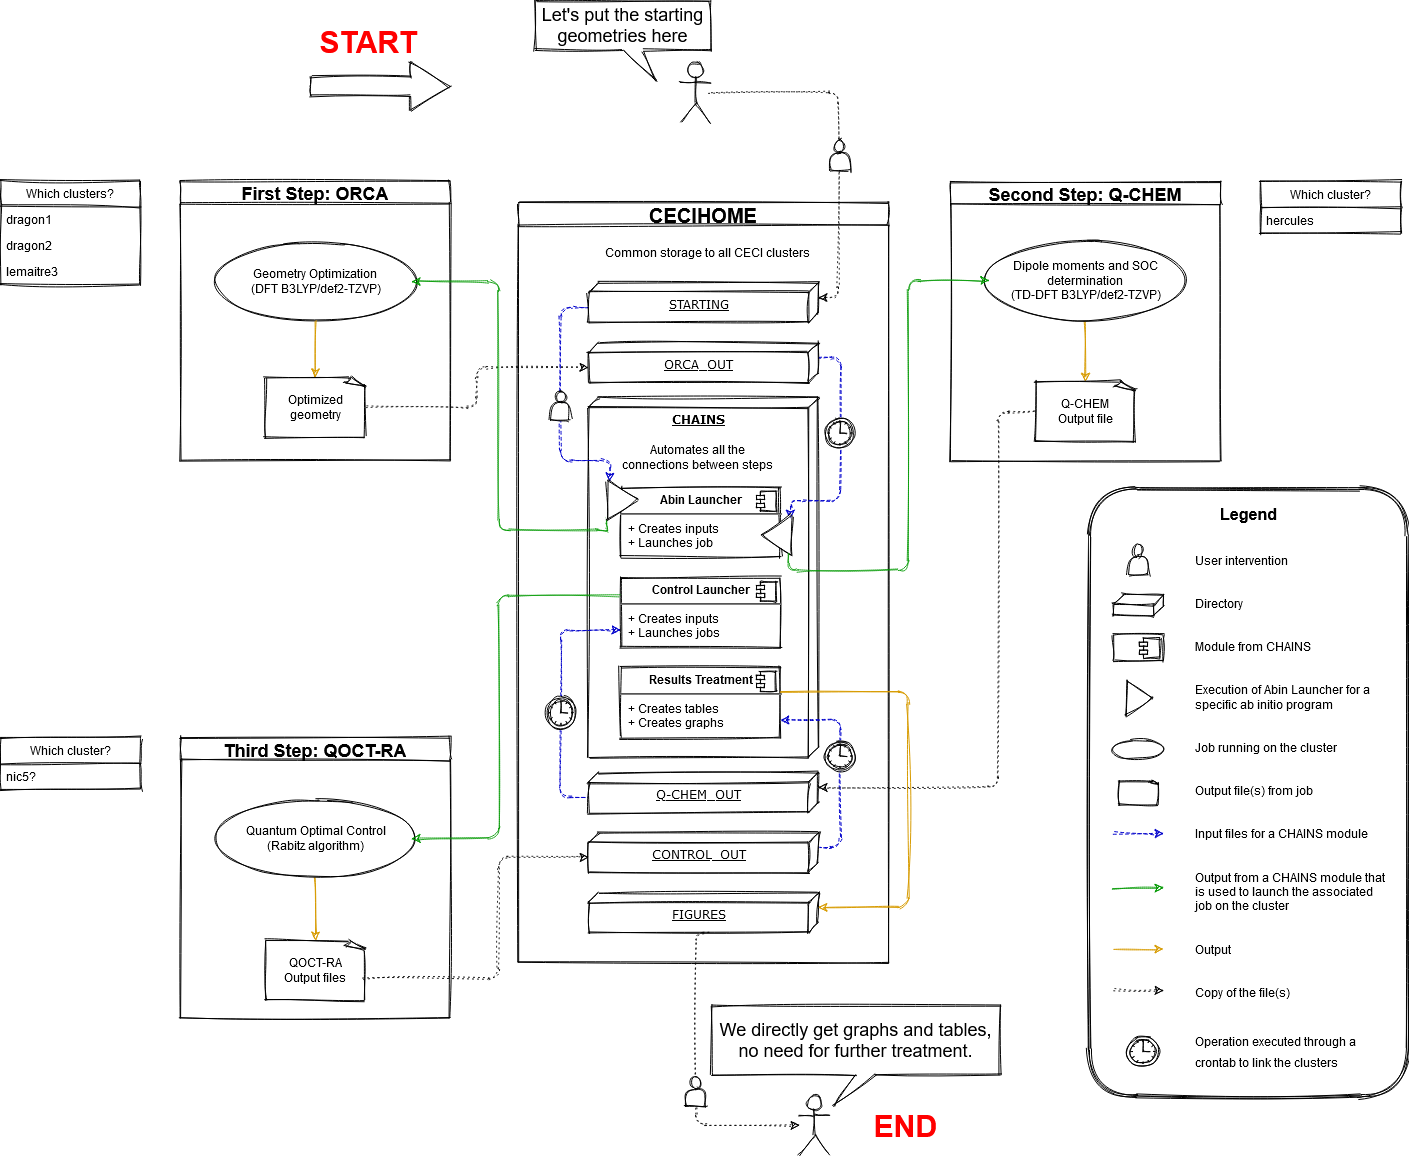 START
Let's put the starting
geometries here
Which clusters?
dragon1
dragon2
lemaitre3
First Step: ORCA
Geometry Optimization
(DFT B3LYP/def2-TZVP)
Optimized
geometry
CECIHOME
Common storage to all CECI clusters
STARTING
ORCA_OUT
CHAINS
Automates all the
connections between steps
Abin Launcher
+ Creates inputs
+ Launches job
Control Launcher
+ Creates inputs
+ Launches jobs
Results Treatment
+ Creates tables
+ Creates graphs
Q-CHEM_OUT
CONTROL_OUT
FIGURES
Second Step: Q-CHEM
Dipole moments and SOC
determination
(TD-DFT B3LYP/def2-TZVP)
Q-CHEM
Output file
Which cluster?
hercules
Which cluster?
nic5?
Third Step: QOCT-RA
Quantum Optimal Control
(Rabitz algorithm)
QOCT-RA
Output files
Legend
User intervention
Directory
Module from CHAINS
Execution of Abin Launcher for a
specific ab initio program
Job running on the cluster
Output file(s) from job
Input files for a CHAINS module
Output from a CHAINS module that
is used to launch the associated
job on the cluster
Output
Copy of the file(s)
Operation executed through a
crontab to link the clusters
We directly get graphs and tables,
no need for further treatment.
END